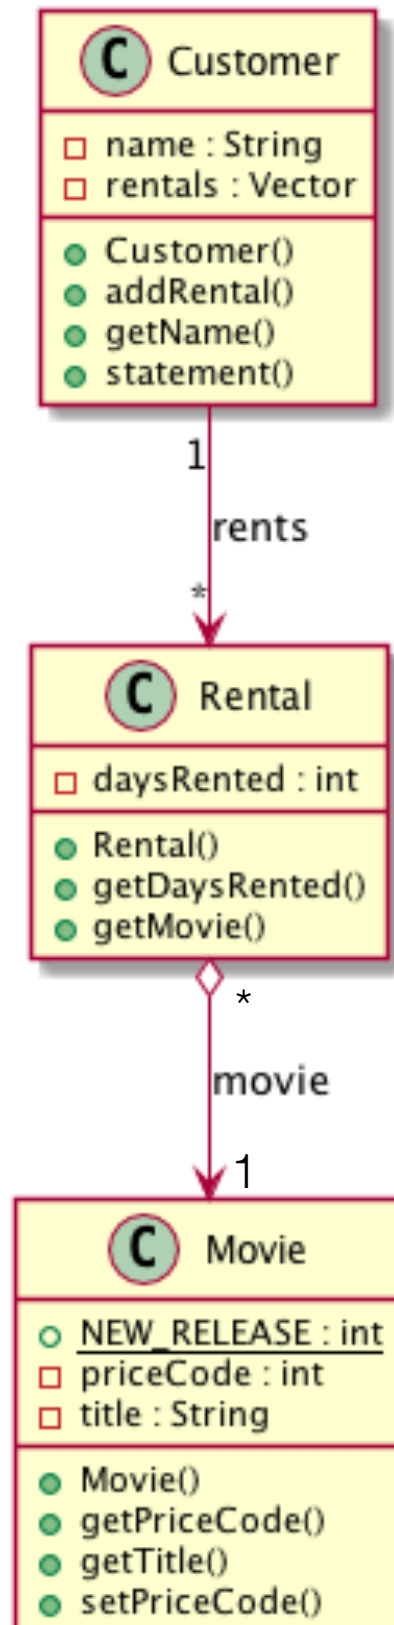 C Customer
name : String
rentals : Vector
Customer()
addRental()
getName()
statement()
1
rents
*
C Rental
daysRented : int
Rental()
getDaysRented()
getMovie()
*
movie
1
C Movie
NEW_RELEASE : int
priceCode : int
title : String
Movie()
getPriceCode()
getTitle()
setPriceCode()